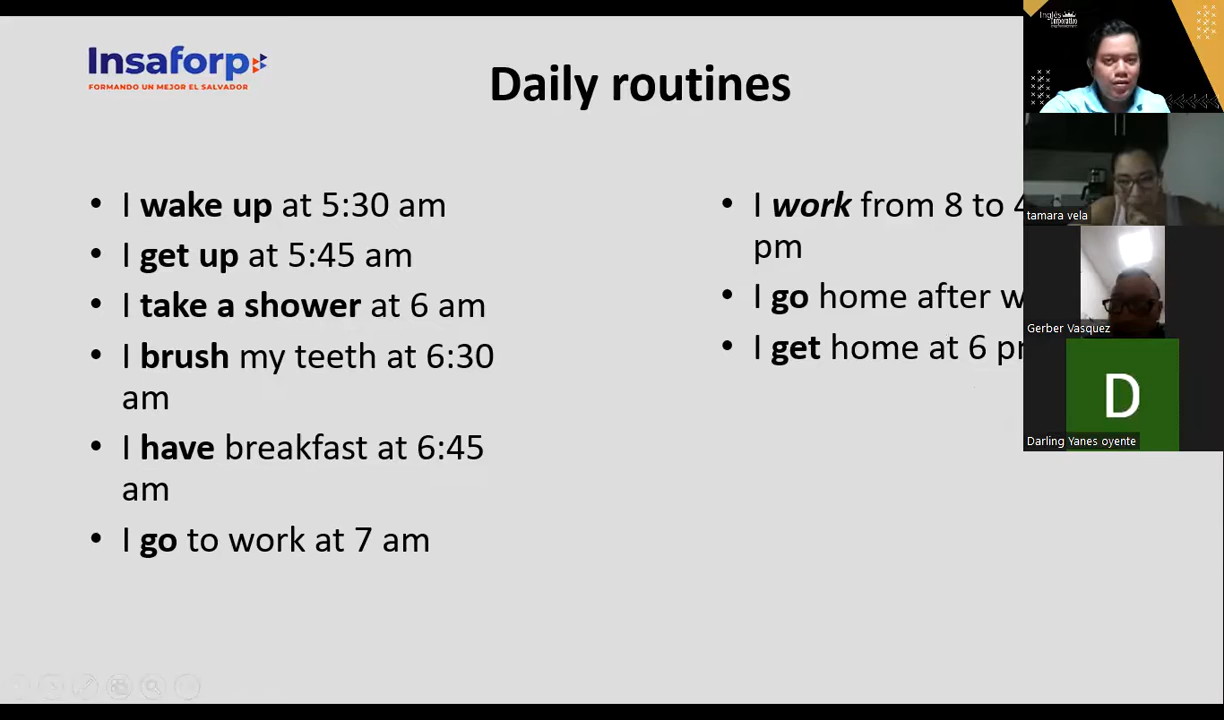 Insaforp
FORMANDO UN MEJOR EL SALVADOR
Daily routines
• I wake up at 5:30 am
• I get up at 5:45 am
• I take a shower at 6 am
• I brush my teeth at 6:30
am
• I have breakfast at 6:45
am
• I go to work at 7 am
• I work from 8 to 4
pm
• I go home after
• I get home at 6
Inglés
Corporativo
tamara vela
Gerber Vasquez
D
Darling Yanes oyente